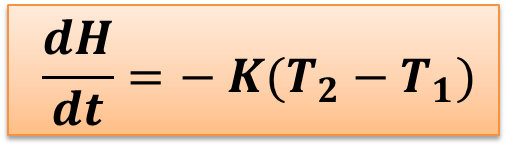 dH/dt = − K(T₂ − T₁)